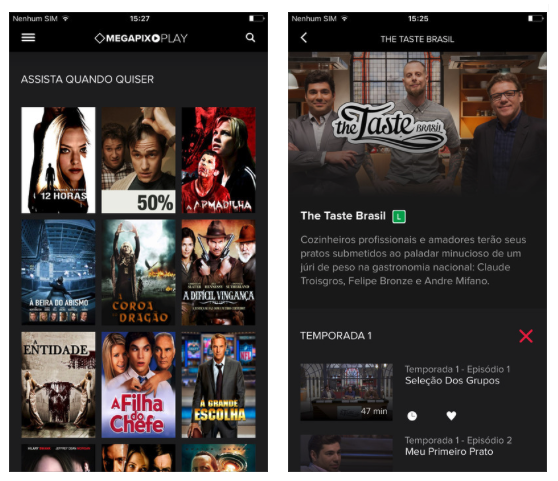 Nenhum SIM 15:27
MEGAPIX PLAY
ASSISTA QUANDO QUISER
12 HORAS
50%
A ARMADILHA
À BEIRA DO ABISMO
A COROA DO DRAGÃO
A DIFÍCIL VINGANÇA
A ENTIDADE
A Filha do Chefe
A GRANDE ESCOLHA
Nenhum SIM 15:25
THE TASTE BRASIL
the Taste BRASIL
The Taste Brasil L
Cozinheiros profissionais e amadores terão seus
pratos submetidos ao paladar minucioso de um
júri de peso na gastronomia nacional: Claude
Troisgros, Felipe Bronze e Andre Mifano.
TEMPORADA 1
47 min
Temporada 1 - Episódio 1
Seleção Dos Grupos
Temporada 1 - Episódio 2
Meu Primeiro Prato